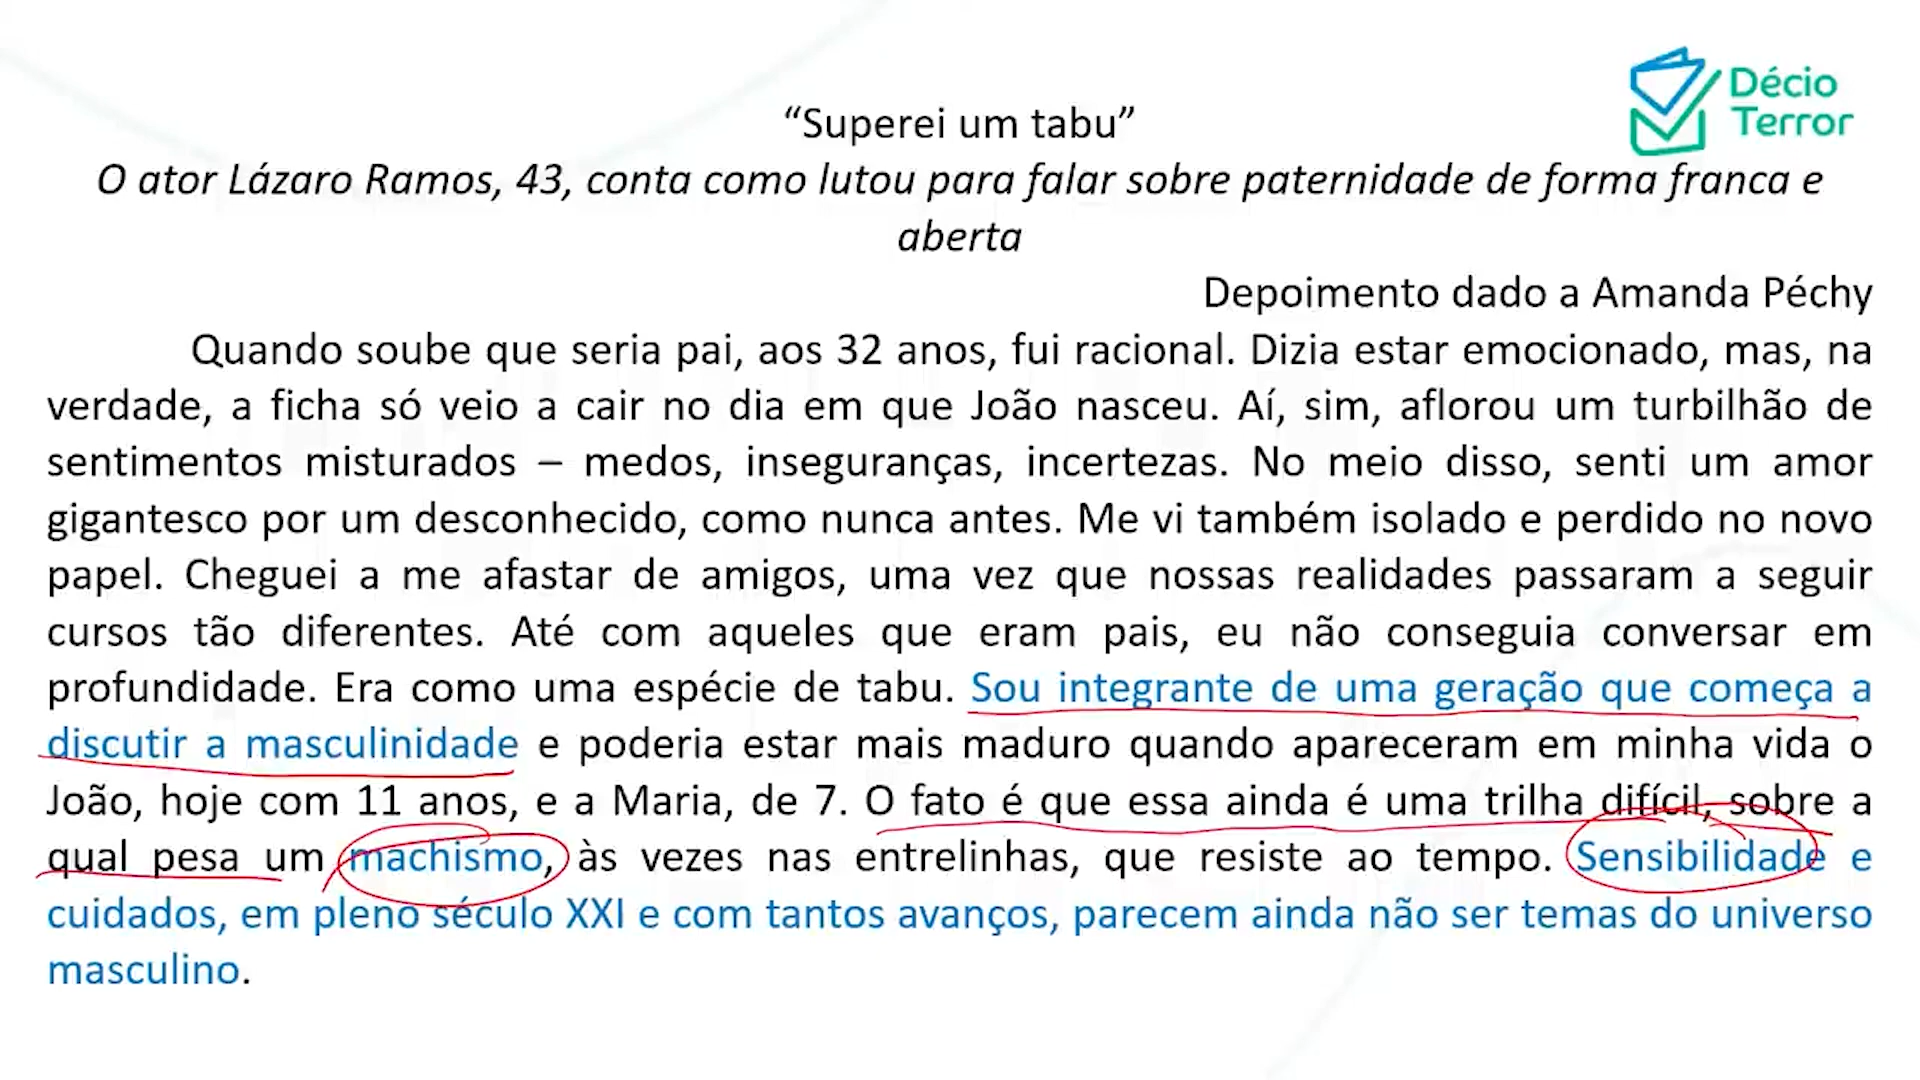 Décio
Terror
“Superei um tabu”
O ator Lázaro Ramos, 43, conta como lutou para falar sobre paternidade de forma franca e
aberta
Depoimento dado a Amanda Péchy
Quando soube que seria pai, aos 32 anos, fui racional. Dizia estar emocionado, mas, na
verdade, a ficha só veio a cair no dia em que João nasceu. Aí, sim, aflorou um turbilhão de
sentimentos misturados – medos, inseguranças, incertezas. No meio disso, senti um amor
gigantesco por um desconhecido, como nunca antes. Me vi também isolado e perdido no novo
papel. Cheguei a me afastar de amigos, uma vez que nossas realidades passaram a seguir
cursos tão diferentes. Até com aqueles que eram pais, eu não conseguia conversar em
profundidade. Era como uma espécie de tabu. Sou integrante de uma geração que começa a
discutir a masculinidade e poderia estar mais maduro quando apareceram em minha vida o
João, hoje com 11 anos, e a Maria, de 7. O fato é que essa ainda é uma trilha difícil, sobre a
qual pesa um machismo, às vezes nas entrelinhas, que resiste ao tempo. Sensibilidade e
cuidados, em pleno século XXI e com tantos avanços, parecem ainda não ser temas do universo
masculino.